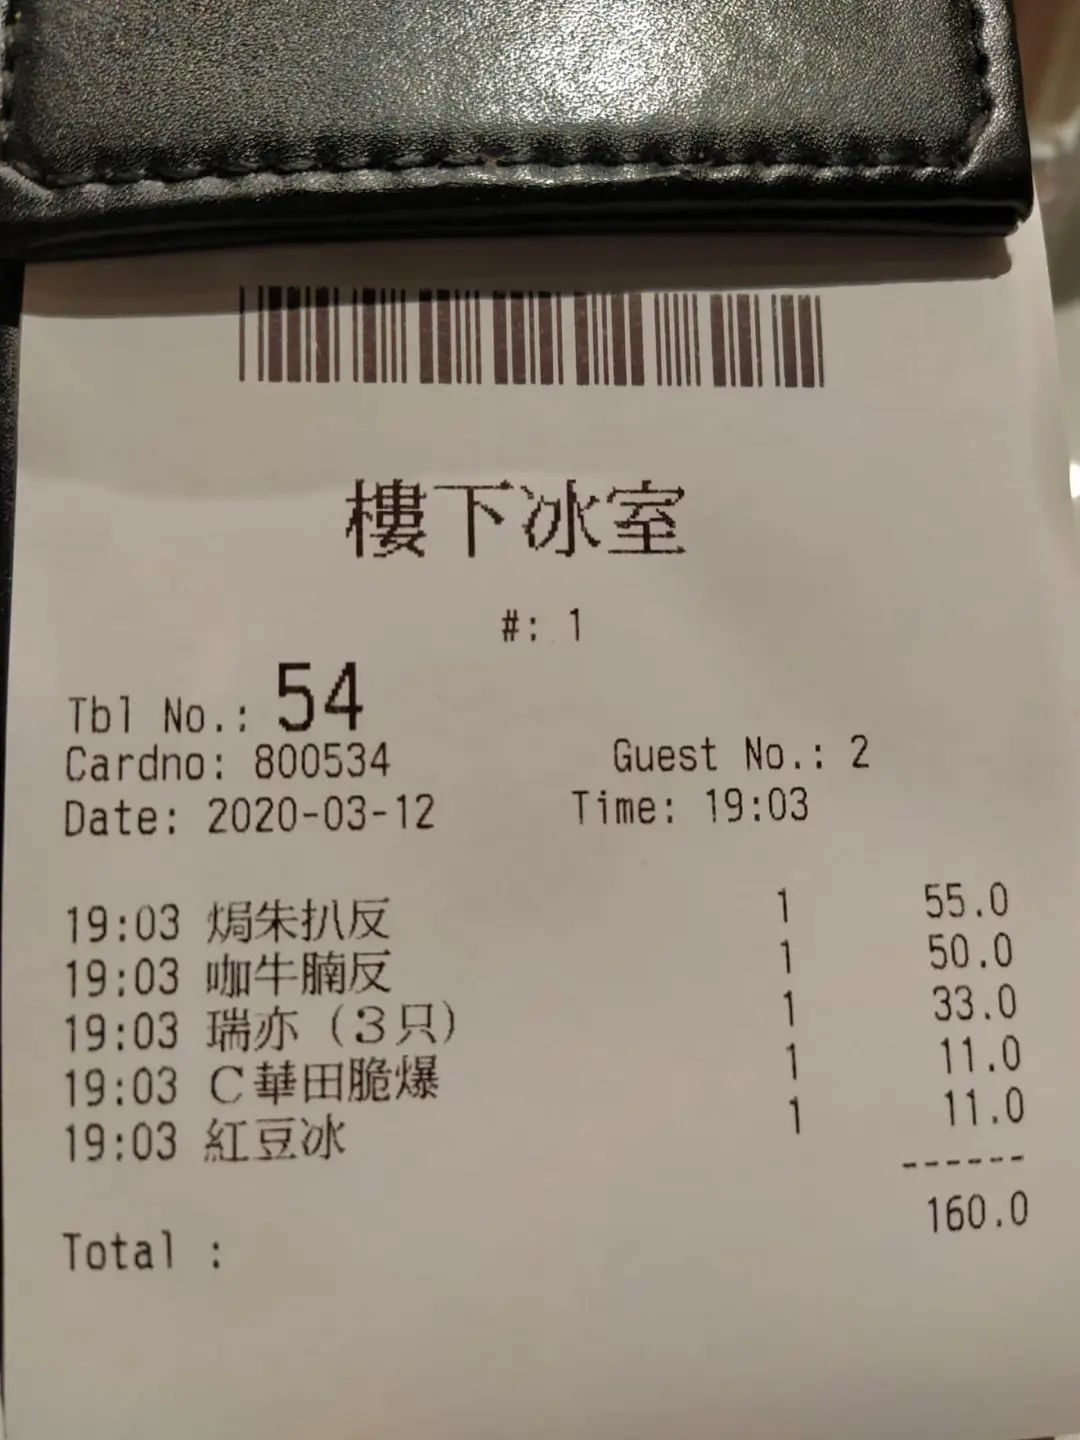 樓下冰室
#: 1
Tbl No.: 54
Cardno: 800534 Guest No.: 2
Date: 2020-03-12 Time: 19:03
19:03 焗朱扒反 1 55.0
19:03 咖牛腩反 1 50.0
19:03 瑞亦（3只） 1 33.0
19:03 C華田脆爆 1 11.0
19:03 紅豆冰 1 11.0
------
Total : 160.0